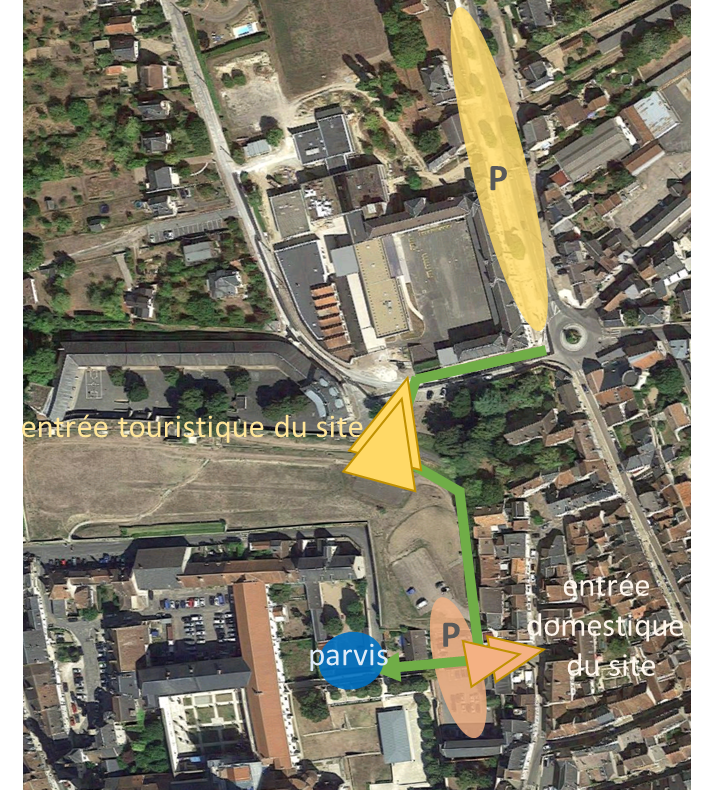 P
entrée touristique du site
entrée
domestique
du site
P
parvis